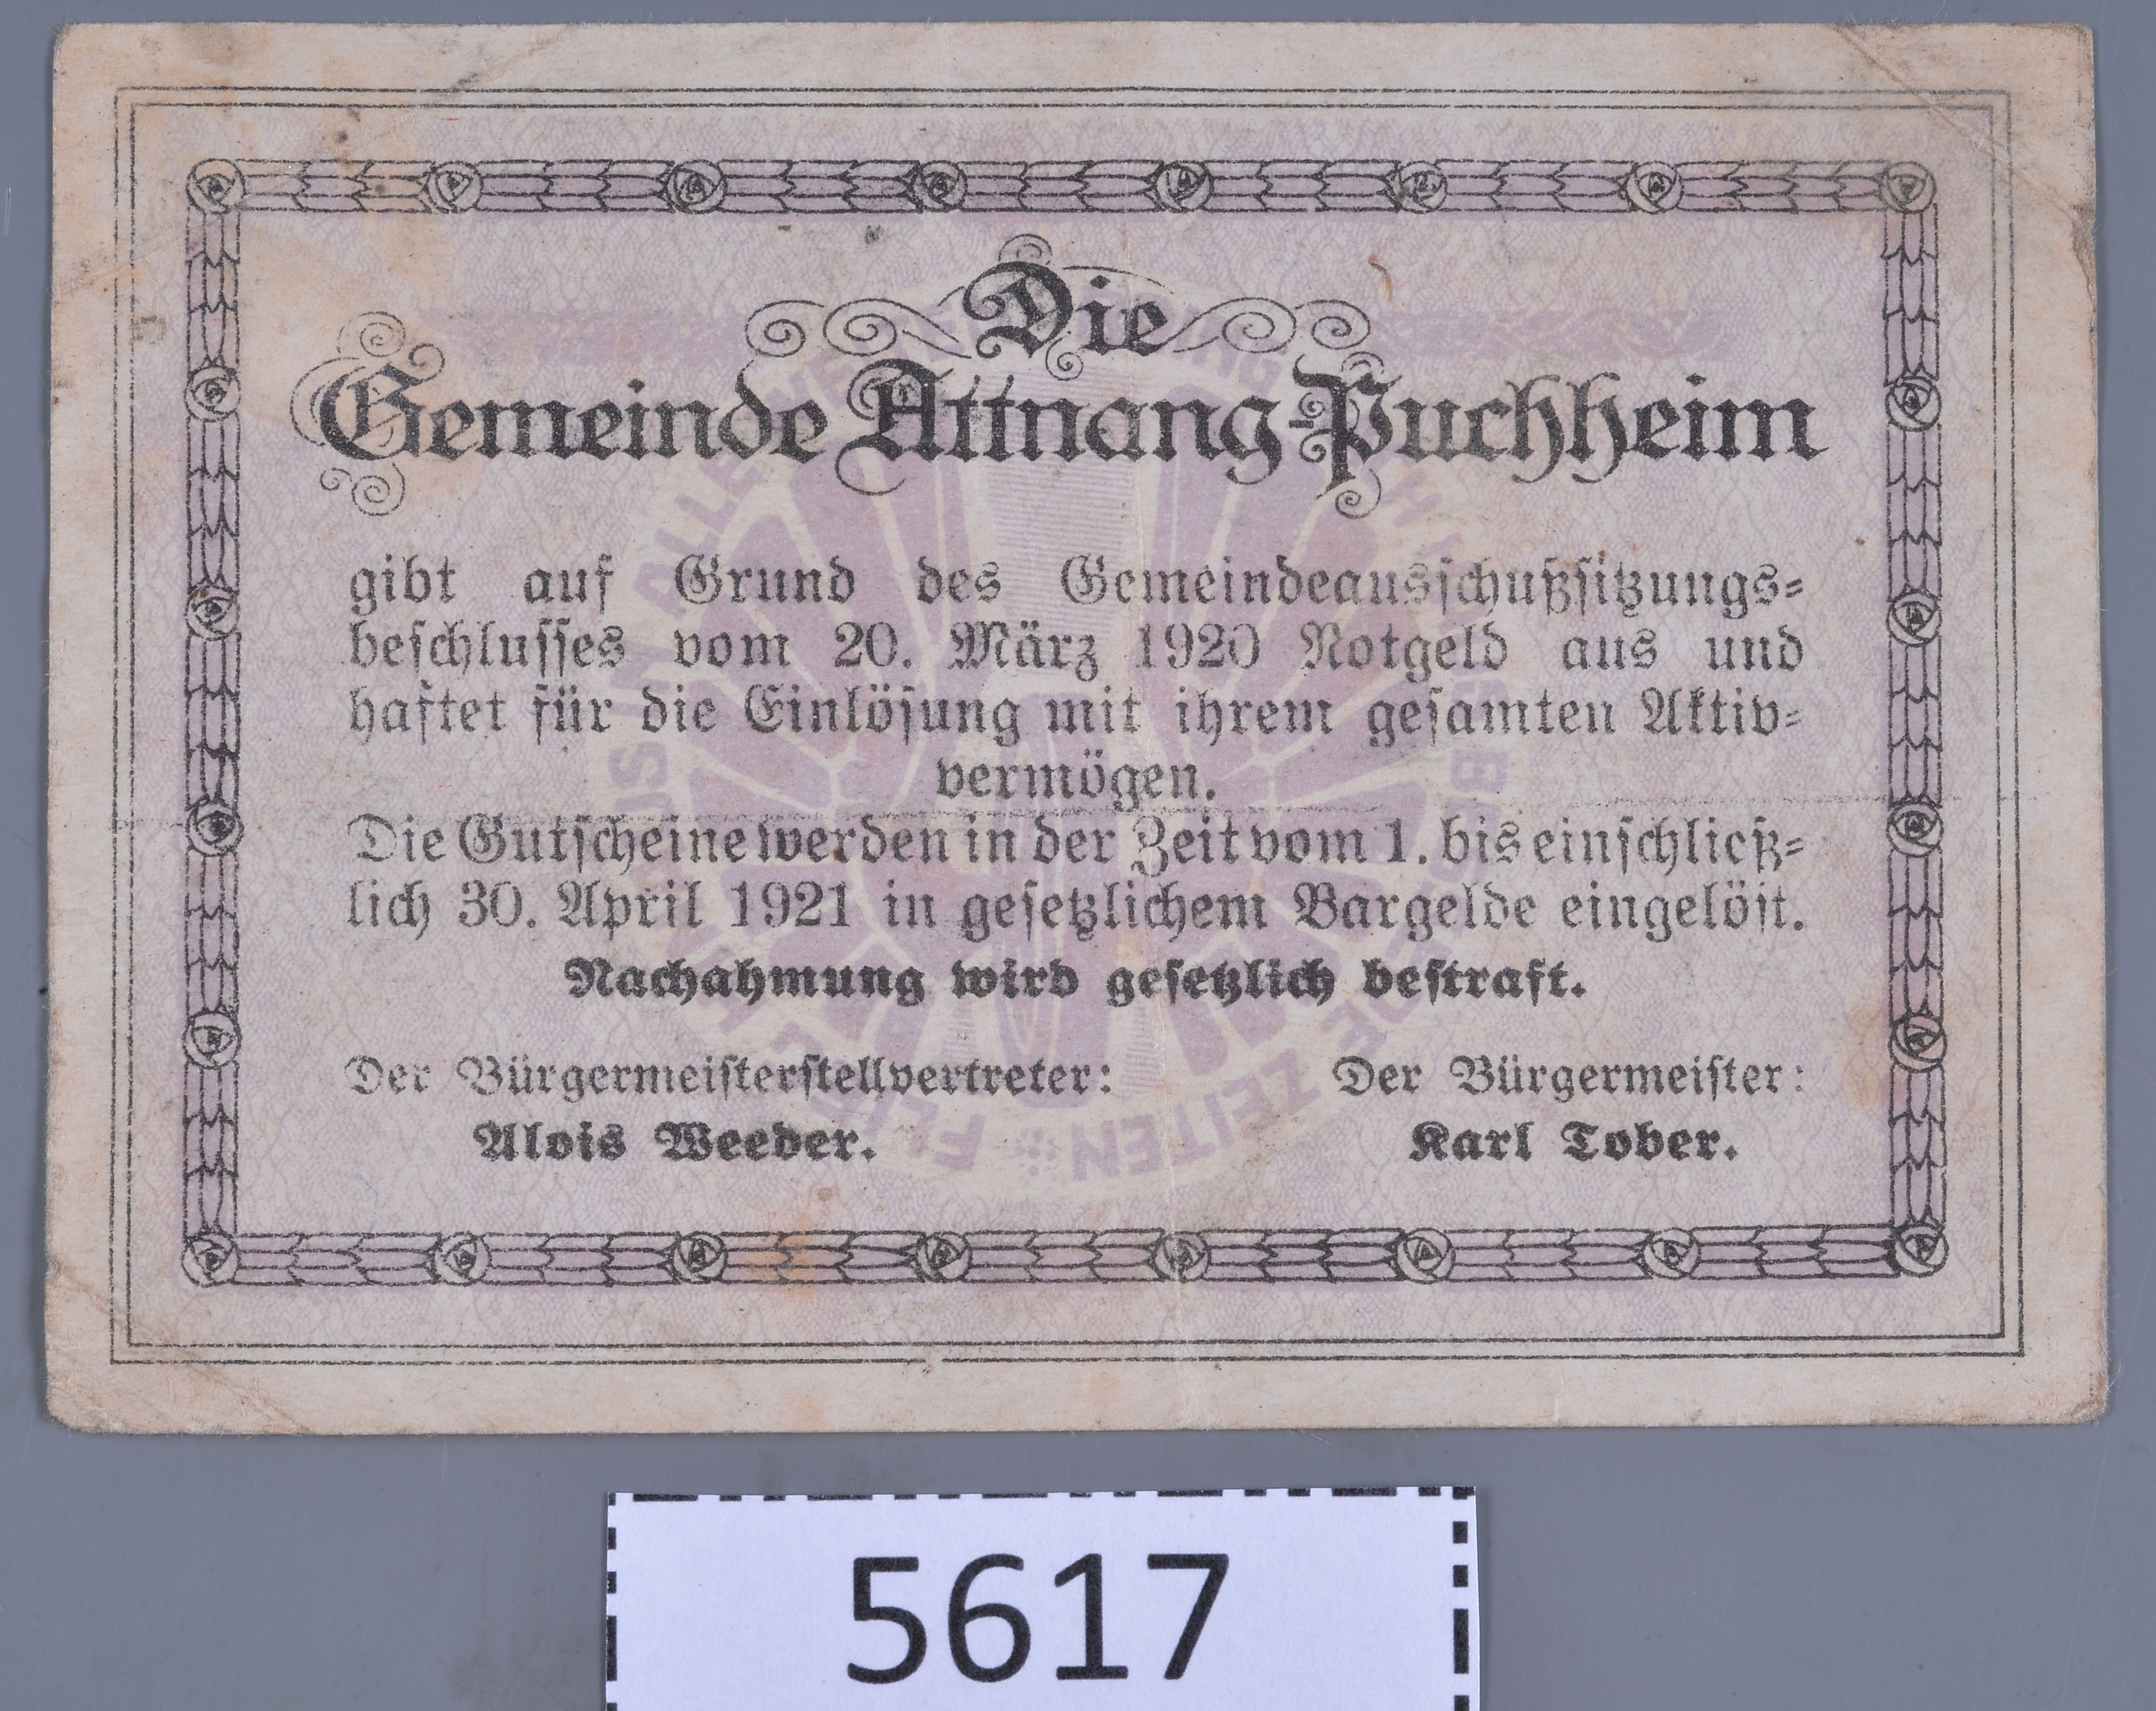 Die
Gemeinde Attnang-Puchheim
gibt auf Grund des Gemeindeausschußsitzungs-
beschlusses vom 20. März 1920 Notgeld aus und
haftet für die Einlösung mit ihrem gesamten Aktiv-
vermögen.
Die Gutscheine werden in der Zeit vom 1. bis einschließ-
lich 30. April 1921 in gesetzlichem Bargelde eingelöst.
Nachahmung wird gesetzlich bestraft.
Der Bürgermeisterstellvertreter:
Alois Weeder.
Der Bürgermeister:
Karl Tober.
5617